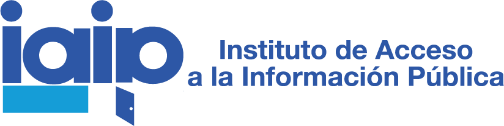 iaip
Instituto de Acceso
a la Información Pública